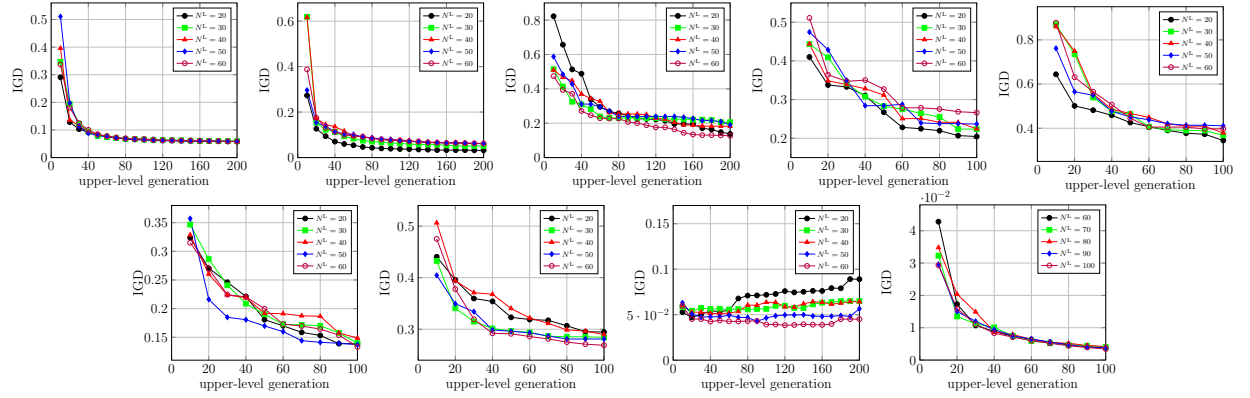 IGD
0.5
0.4
0.3
0.2
0.1
0
0 40 80 120 160 200
upper-level generation
N^L = 20
N^L = 30
N^L = 40
N^L = 50
N^L = 60
IGD
0.6
0.4
0.2
0
0 40 80 120 160 200
upper-level generation
N^L = 20
N^L = 30
N^L = 40
N^L = 50
N^L = 60
IGD
0.8
0.6
0.4
0.2
0
0 40 80 120 160 200
upper-level generation
N^L = 20
N^L = 30
N^L = 40
N^L = 50
N^L = 60
IGD
0.5
0.4
0.3
0.2
0 20 40 60 80 100
upper-level generation
N^L = 20
N^L = 30
N^L = 40
N^L = 50
N^L = 60
IGD
0.8
0.6
0.4
0 20 40 60 80 100
upper-level generation
N^L = 20
N^L = 30
N^L = 40
N^L = 50
N^L = 60
IGD
0.35
0.3
0.25
0.2
0.15
0 20 40 60 80 100
upper-level generation
N^L = 20
N^L = 30
N^L = 40
N^L = 50
N^L = 60
IGD
0.5
0.4
0.3
0 20 40 60 80 100
upper-level generation
N^L = 20
N^L = 30
N^L = 40
N^L = 50
N^L = 60
IGD
0.15
0.1
5 · 10^−2
0
0 40 80 120 160 200
upper-level generation
N^L = 20
N^L = 30
N^L = 40
N^L = 50
N^L = 60
·10^−2
IGD
4
2
1
0
0 20 40 60 80 100
upper-level generation
N^L = 60
N^L = 70
N^L = 80
N^L = 90
N^L = 100